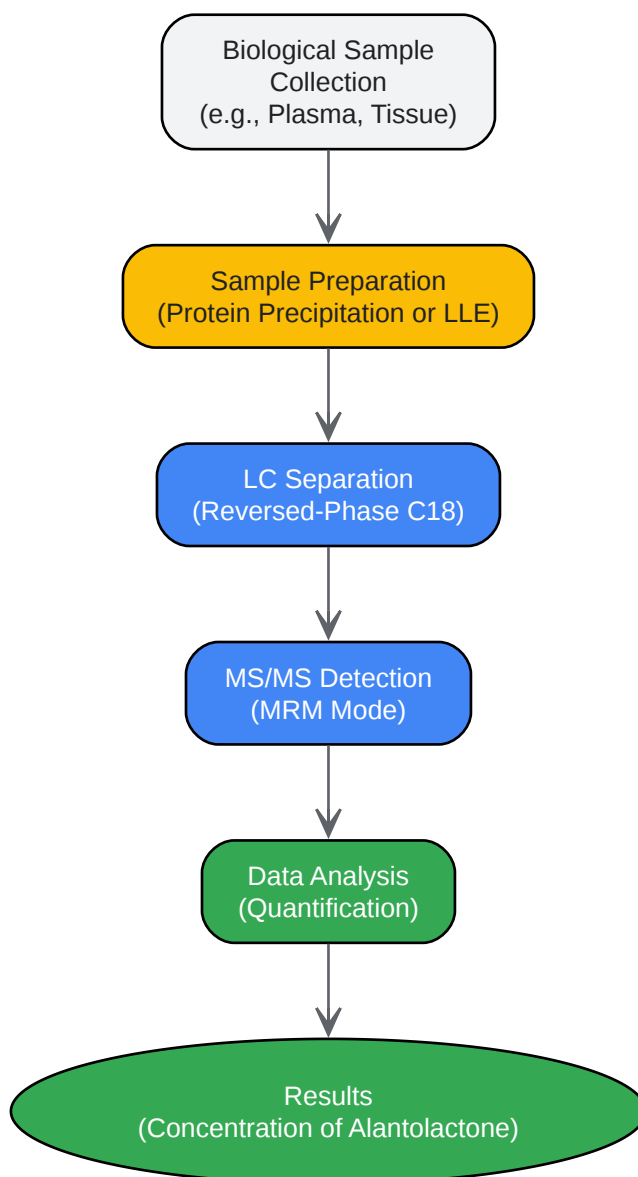 Biological Sample
Collection
(e.g., Plasma, Tissue)
Sample Preparation
(Protein Precipitation or LLE)
LC Separation
(Reversed-Phase C18)
MS/MS Detection
(MRM Mode)
Data Analysis
(Quantification)
Results
(Concentration of Alantolactone)